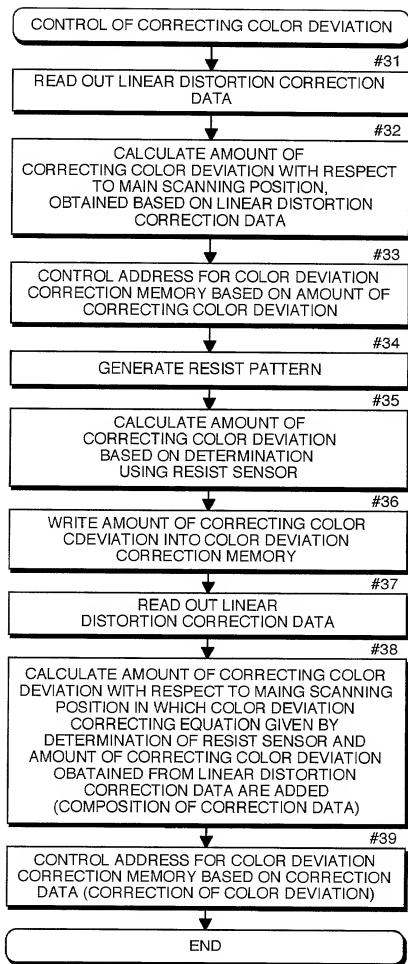 CONTROL OF CORRECTING COLOR DEVIATION
#31
READ OUT LINEAR DISTORTION CORRECTION
DATA
#32
CALCULATE AMOUNT OF
CORRECTING COLOR DEVIATION WITH RESPECT
TO MAIN SCANNING POSITION,
OBTAINED BASED ON LINEAR DISTORTION
CORRECTION DATA
#33
CONTROL ADDRESS FOR COLOR DEVIATION
CORRECTION MEMORY BASED ON AMOUNT OF
CORRECTING COLOR DEVIATION
#34
GENERATE RESIST PATTERN
#35
CALCULATE AMOUNT OF
CORRECTING COLOR DEVIATION
BASED ON DETERMINATION
USING RESIST SENSOR
#36
WRITE AMOUNT OF CORRECTING COLOR
CDEVIATION INTO COLOR DEVIATION
CORRECTION MEMORY
#37
READ OUT LINEAR
DISTORTION CORRECTION DATA
#38
CALCULATE AMOUNT OF CORRECTING COLOR
DEVIATION WITH RESPECT TO MAING SCANNING
POSITION IN WHICH COLOR DEVIATION
CORRECTING EQUATION GIVEN BY
DETERMINATION OF RESIST SENSOR AND
AMOUNT OF CORRECTING COLOR DEVIATION
OBATAINED FROM LINEAR DISTORTION
CORRECTION DATA ARE ADDED
(COMPOSITION OF CORRECTION DATA)
#39
CONTROL ADDRESS FOR COLOR DEVIATION
CORRECTION MEMORY BASED ON CORRECTION
DATA (CORRECTION OF COLOR DEVIATION)
END